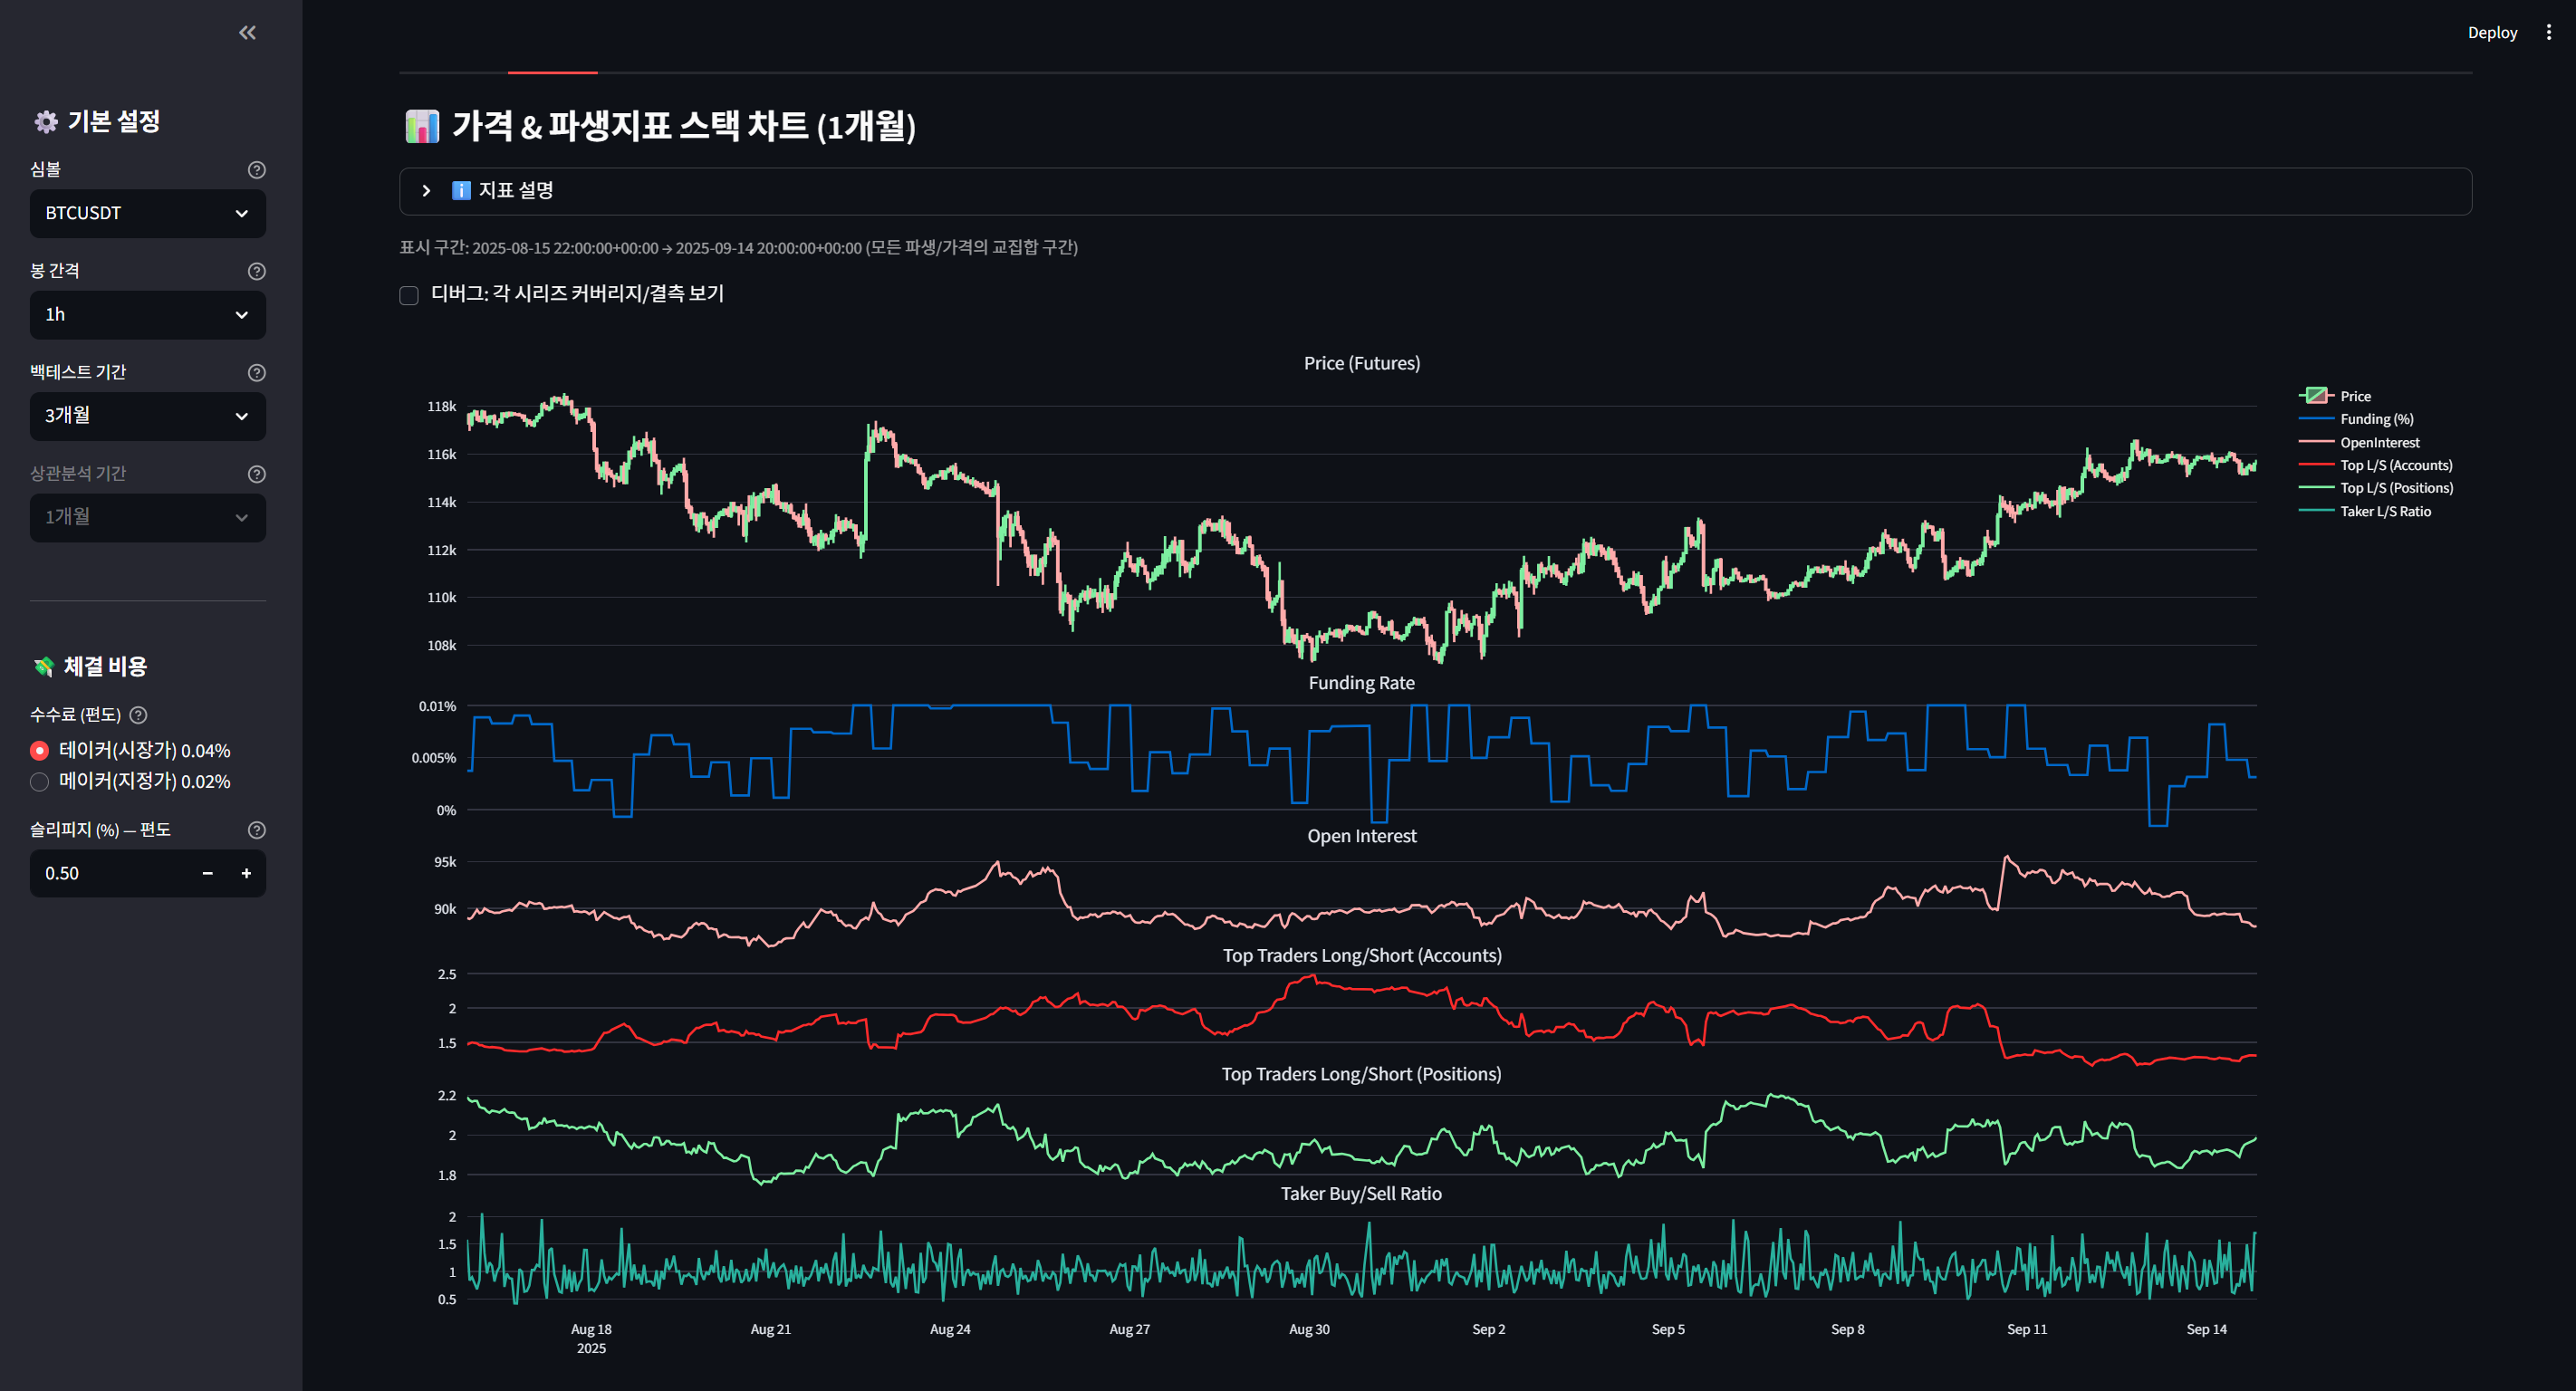 Deploy
기본 설정
심볼
BTCUSDT
봉 간격
1h
백테스트 기간
3개월
상관분석 기간
1개월
체결 비용
수수료 (편도)
테이커(시장가) 0.04%
메이커(지정가) 0.02%
슬리피지 (%) — 편도
0.50
가격 & 파생지표 스택 차트 (1개월)
지표 설명
표시 구간: 2025-08-15 22:00:00+00:00 → 2025-09-14 20:00:00+00:00 (모든 파생/가격의 교집합 구간)
디버그: 각 시리즈 커버리지/결측 보기
Price (Futures)
118k
116k
114k
112k
110k
108k
Price
Funding (%)
OpenInterest
Top L/S (Accounts)
Top L/S (Positions)
Taker L/S Ratio
Funding Rate
0.01%
0.005%
0%
Open Interest
95k
90k
Top Traders Long/Short (Accounts)
2.5
2
1.5
Top Traders Long/Short (Positions)
2.2
2
1.8
Taker Buy/Sell Ratio
2
1.5
1
0.5
Aug 18 Aug 21 Aug 24 Aug 27 Aug 30 Sep 2 Sep 5 Sep 8 Sep 11 Sep 14
2025